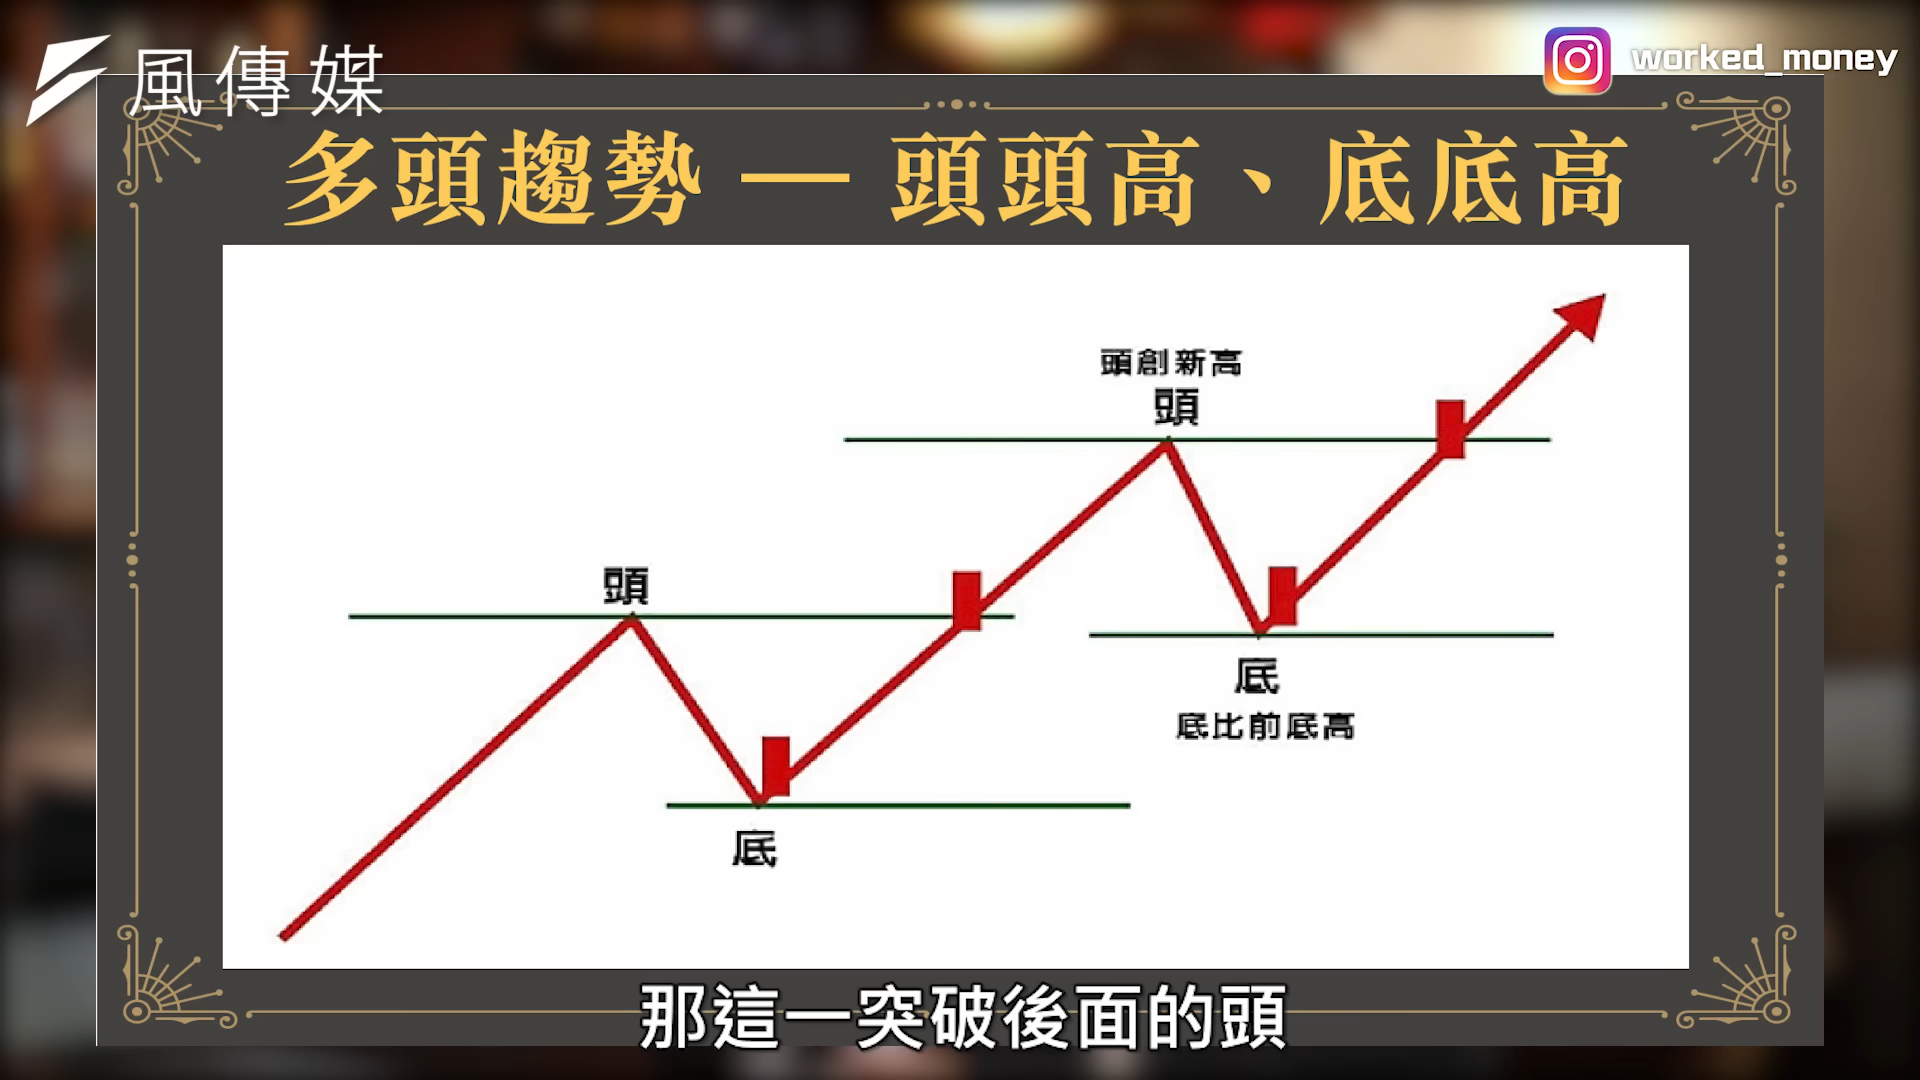 風傳媒
worked_money
多頭趨勢 — 頭頭高、底底高
頭創新高
頭
頭
底
底比前底高
底
那這一突破後面的頭